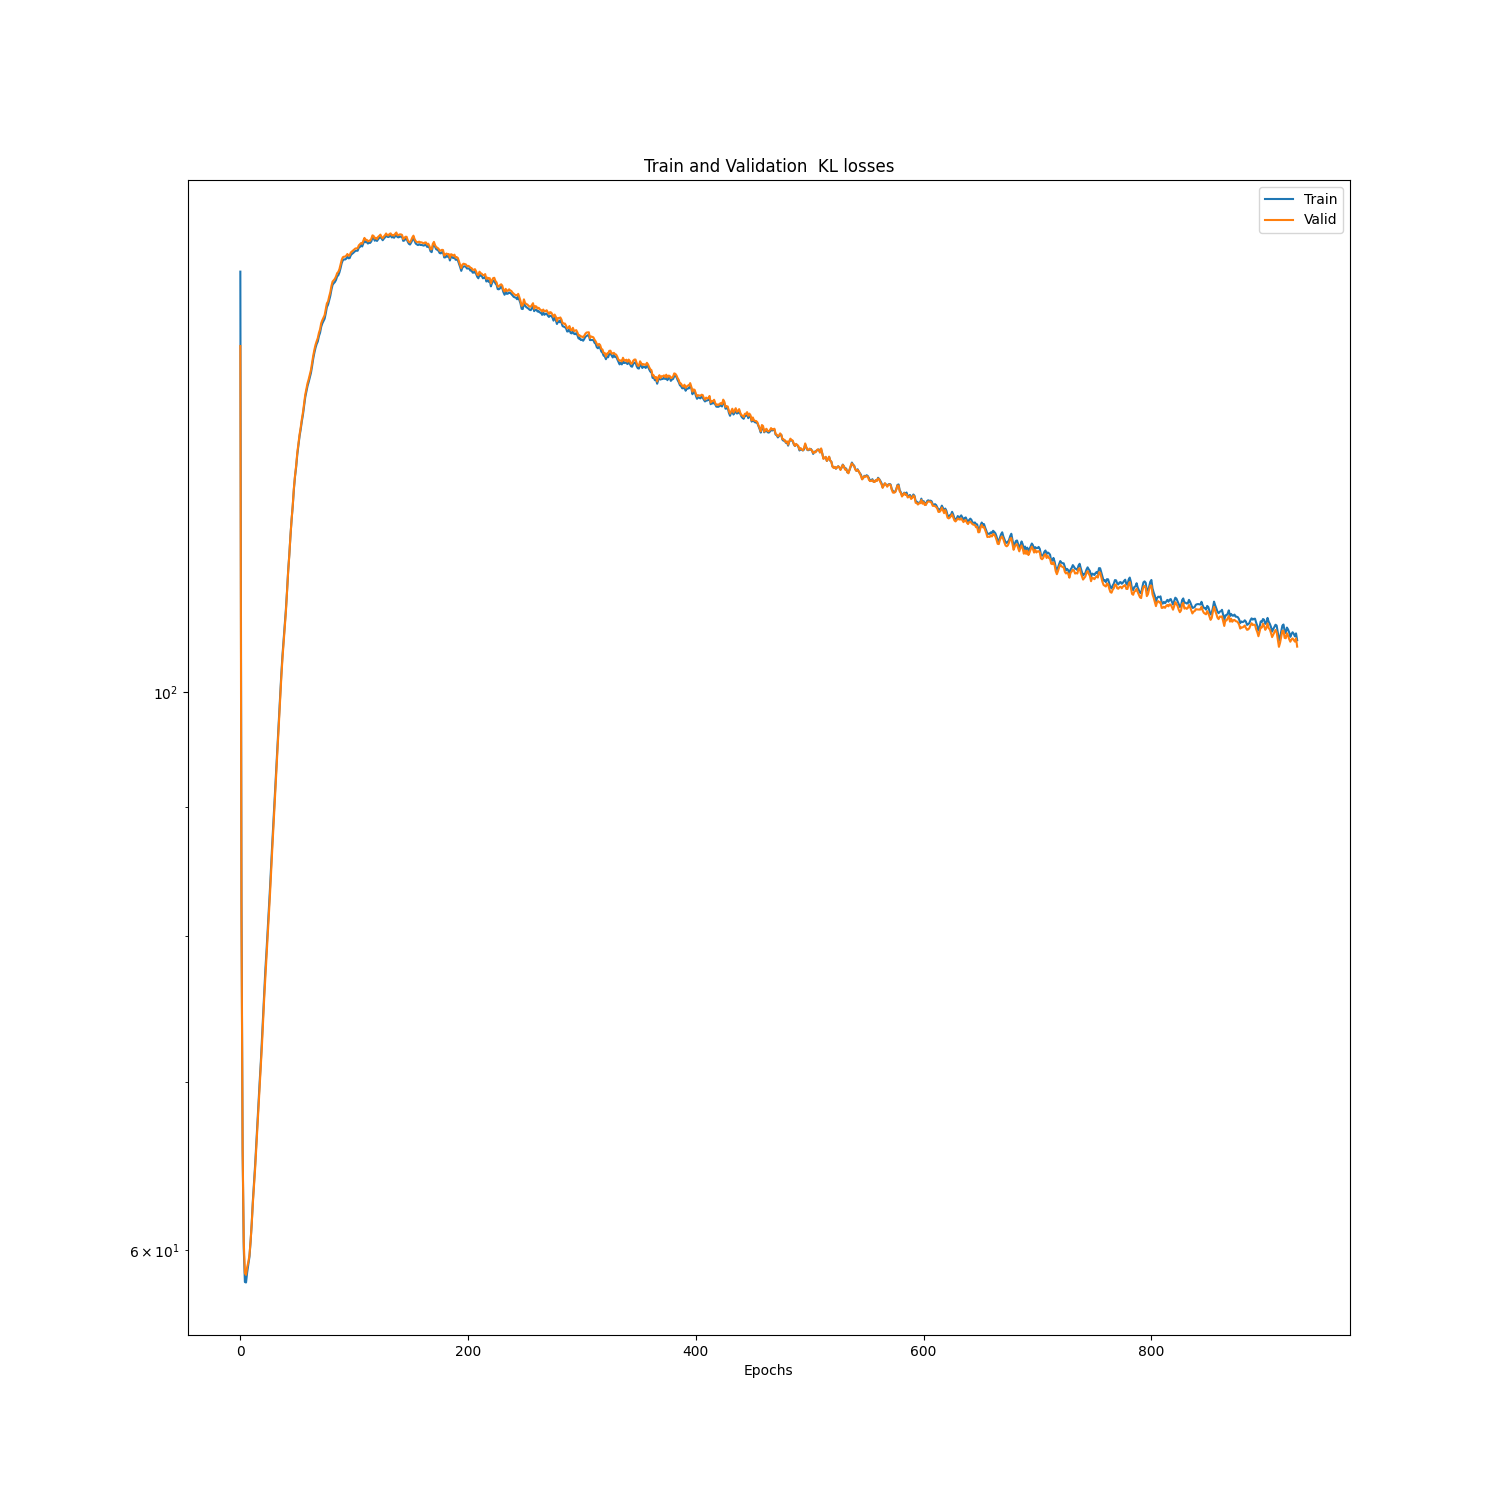 Train and Validation  KL losses
Train
Valid
10²
6 × 10¹
0
200
400
600
800
Epochs